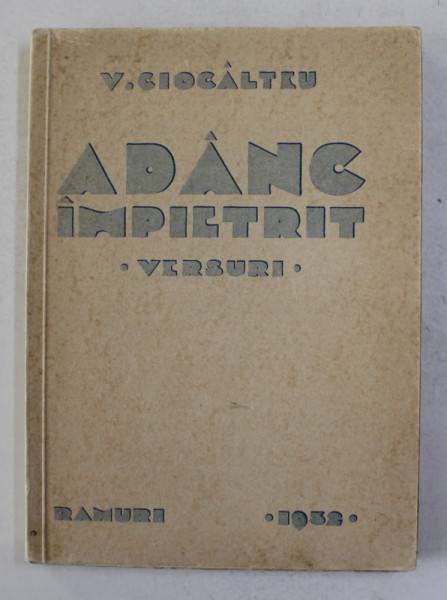 V. CIOCÂLTEU
ADÂNC
ÎMPIETRIT
· VERSURI ·
RAMURI · 1932 ·